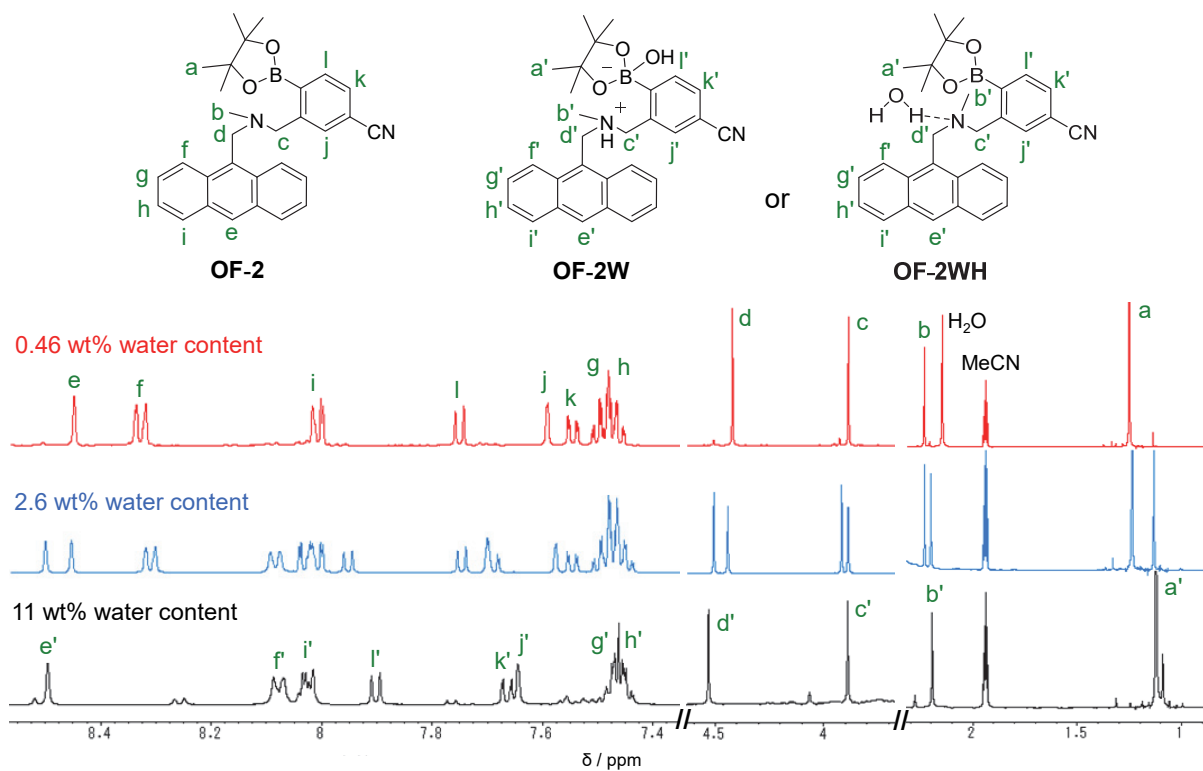 O O B a b d N c f g h i e j k l CN
OF-2
O O B − OH a' b' d' N H + c' f' g' h' i' e' j' k' l' CN
OF-2W
or
O O B a' b' H O H N d' c' f' g' h' i' e' j' k' l' CN
OF-2WH
0.46 wt% water content
e f i l j k g h d c b H2O MeCN a
2.6 wt% water content
11 wt% water content
e' f' i' l' k' j' g' h' d' c' b' a'
8.4 8.2 8 7.8 7.6 7.4 4.5 4 2 1.5 1
δ / ppm